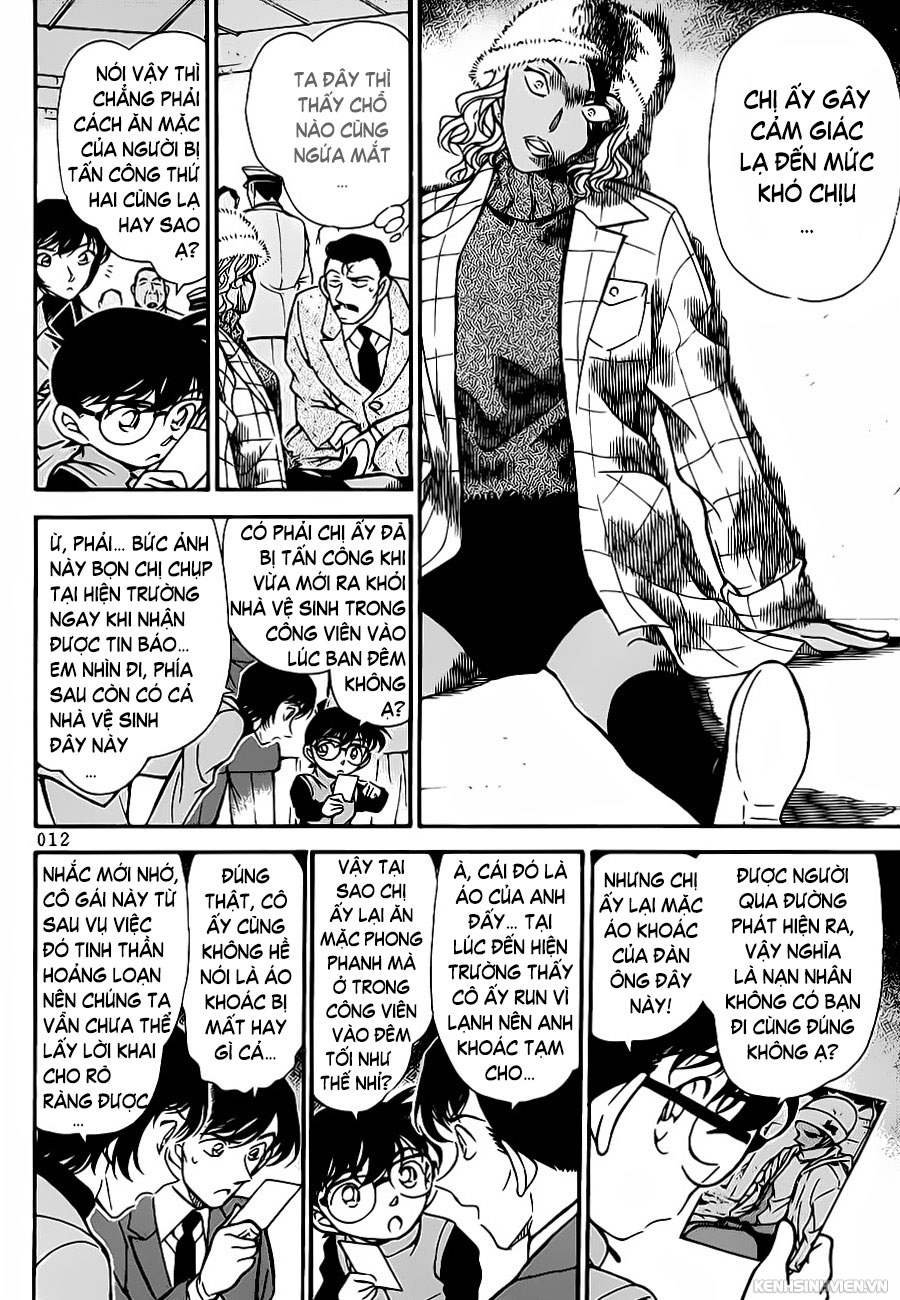 CHỊ ẤY GÂY
CẢM GIÁC
LẠ ĐẾN MỨC
KHÓ CHỊU
...
TA ĐÂY THÌ
THẤY CHỖ
NÀO CŨNG
NGỨA MẮT
...
NÓI VẬY THÌ
CHẲNG PHẢI
CÁCH ĂN MẶC
CỦA NGƯỜI BỊ
TẤN CÔNG THỨ
HAI CŨNG LẠ
HAY SAO
Ạ?
CÓ PHẢI CHỊ ẤY ĐÃ
BỊ TẤN CÔNG KHI
VỪA MỚI RA KHỎI
NHÀ VỆ SINH TRONG
CÔNG VIÊN VÀO
LÚC BAN ĐÊM
KHÔNG
Ạ?
Ừ, PHẢI... BỨC ẢNH
NÀY BỌN CHỊ CHỤP
TẠI HIỆN TRƯỜNG
NGAY KHI NHẬN
ĐƯỢC TIN BÁO...
EM NHÌN ĐI, PHÍA
SAU CÒN CÓ CẢ
NHÀ VỆ SINH
ĐÂY NÀY
...
012
ĐƯỢC NGƯỜI
QUA ĐƯỜNG
PHÁT HIỆN RA,
VẬY NGHĨA
LÀ NẠN NHÂN
KHÔNG CÓ BẠN
ĐI CÙNG ĐÚNG
KHÔNG Ạ?
NHƯNG CHỊ
ẤY LẠI MẶC
ÁO KHOÁC
CỦA ĐÀN
ÔNG ĐÂY
NÀY!
À, CÁI ĐÓ LÀ
ÁO CỦA ANH
ĐẤY... TẠI
LÚC ĐẾN HIỆN
TRƯỜNG THẤY
CÔ ẤY RUN VÌ
LẠNH NÊN ANH
KHOÁC TẠM
CHO...
VẬY TẠI
SAO CHỊ
ẤY LẠI ĂN
MẶC PHONG
PHANH MÀ
Ở TRONG
CÔNG VIÊN
VÀO ĐÊM
TỐI NHƯ
THẾ NHỈ?
ĐÚNG
THẬT, CÔ
ẤY CŨNG
KHÔNG HỀ
NÓI LÀ ÁO
KHOÁC BỊ
MẤT HAY
GÌ CẢ...
NHẮC MỚI NHỚ,
CÔ GÁI NÀY TỪ
SAU VỤ VIỆC
ĐÓ TINH THẦN
HOẢNG LOẠN
NÊN CHÚNG TA
VẪN CHƯA THỂ
LẤY LỜI KHAI
CHO RÕ
RÀNG ĐƯỢC
...
KENHSINHVIEN.VN